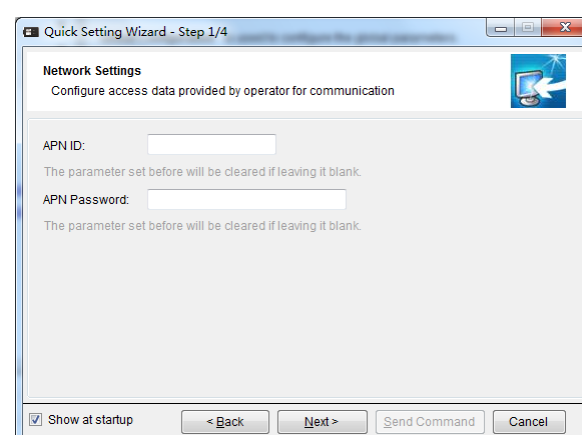 Quick Setting Wizard - Step 1/4
Network Settings
Configure access data provided by operator for communication
APN ID:
The parameter set before will be cleared if leaving it blank.
APN Password:
The parameter set before will be cleared if leaving it blank.
Show at startup < Back Next > Send Command Cancel